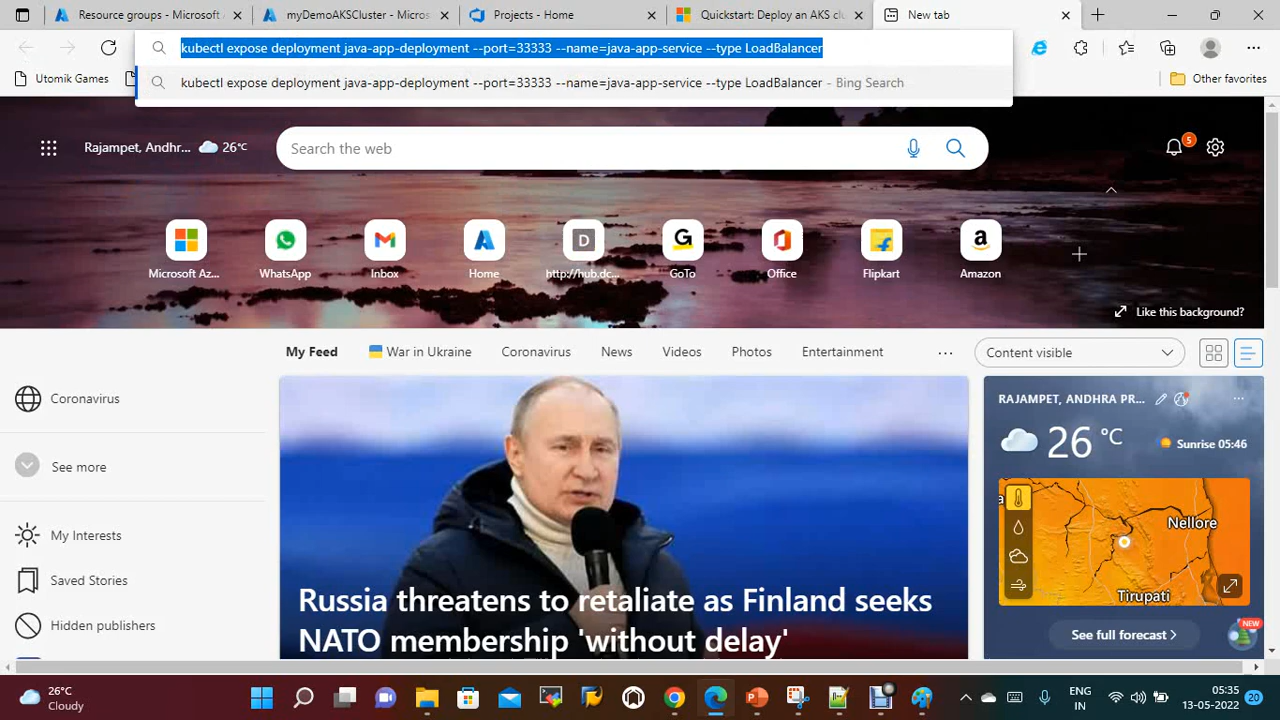 Resource groups - Microsoft A
myDemoAKSCluster - Micros
Projects - Home
Quickstart: Deploy an AKS cl
New tab
kubectl expose deployment java-app-deployment --port=33333 --name=java-app-service --type LoadBalancer
kubectl expose deployment java-app-deployment --port=33333 --name=java-app-service --type LoadBalancer - Bing Search
Utomik Games
Other favorites
Rajampet, Andhr... 26°C
Search the web
5
Microsoft Az...
WhatsApp
Inbox
Home
D
http://hub.dc...
GoTo
Office
Flipkart
Amazon
Like this background?
My Feed
War in Ukraine
Coronavirus
News
Videos
Photos
Entertainment
...
Content visible
Coronavirus
See more
My Interests
Saved Stories
Hidden publishers
Russia threatens to retaliate as Finland seeks
NATO membership 'without delay'
RAJAMPET, ANDHRA PR...
26 °C
Sunrise 05:46
Nellore
Tirupati
See full forecast
NEW
26°C
Cloudy
ENG
IN
05:35
13-05-2022
20